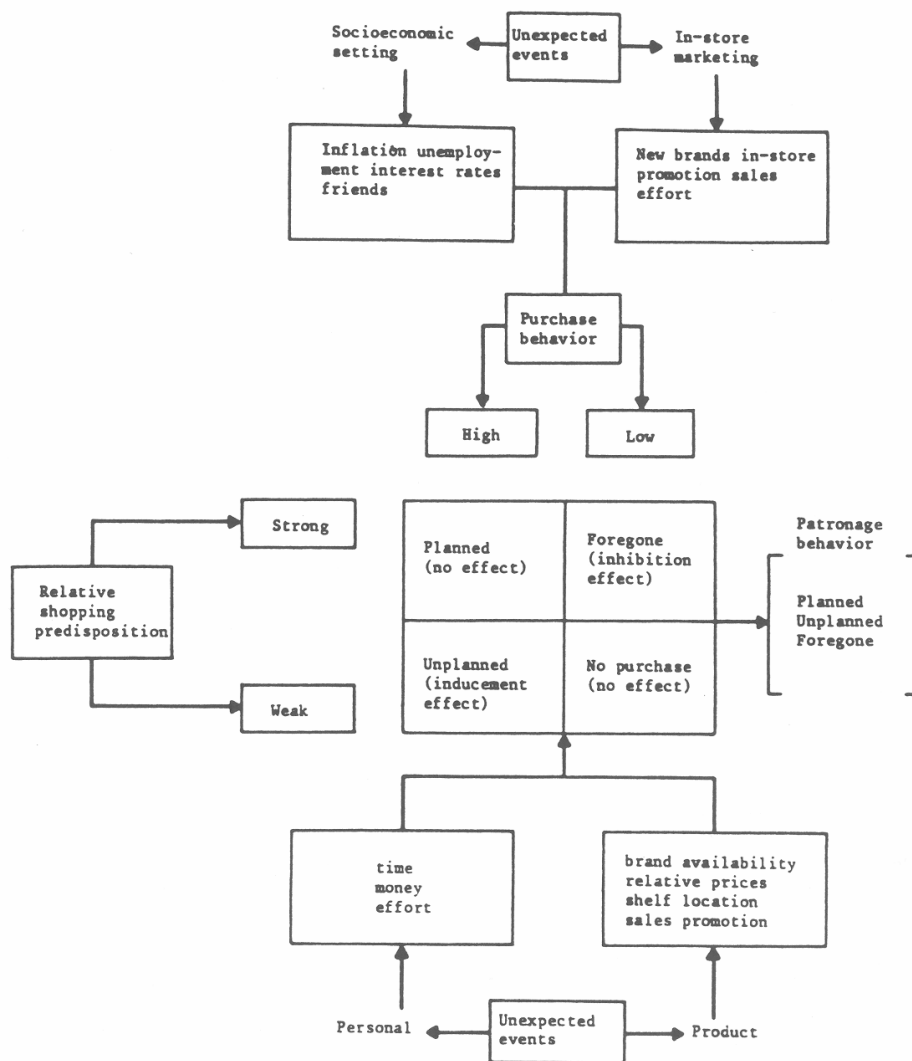 Socioeconomic
setting
Unexpected
events
In-store
marketing
Inflation unemploy-
ment interest rates
friends
New brands in-store
promotion sales
effort
Purchase
behavior
High
Low
Strong
Relative
shopping
predisposition
Weak
Planned
(no effect)
Foregone
(inhibition
effect)
Unplanned
(inducement
effect)
No purchase
(no effect)
Patronage
behavior
Planned
Unplanned
Foregone
time
money
effort
brand availability
relative prices
shelf location
sales promotion
Personal
Unexpected
events
Product